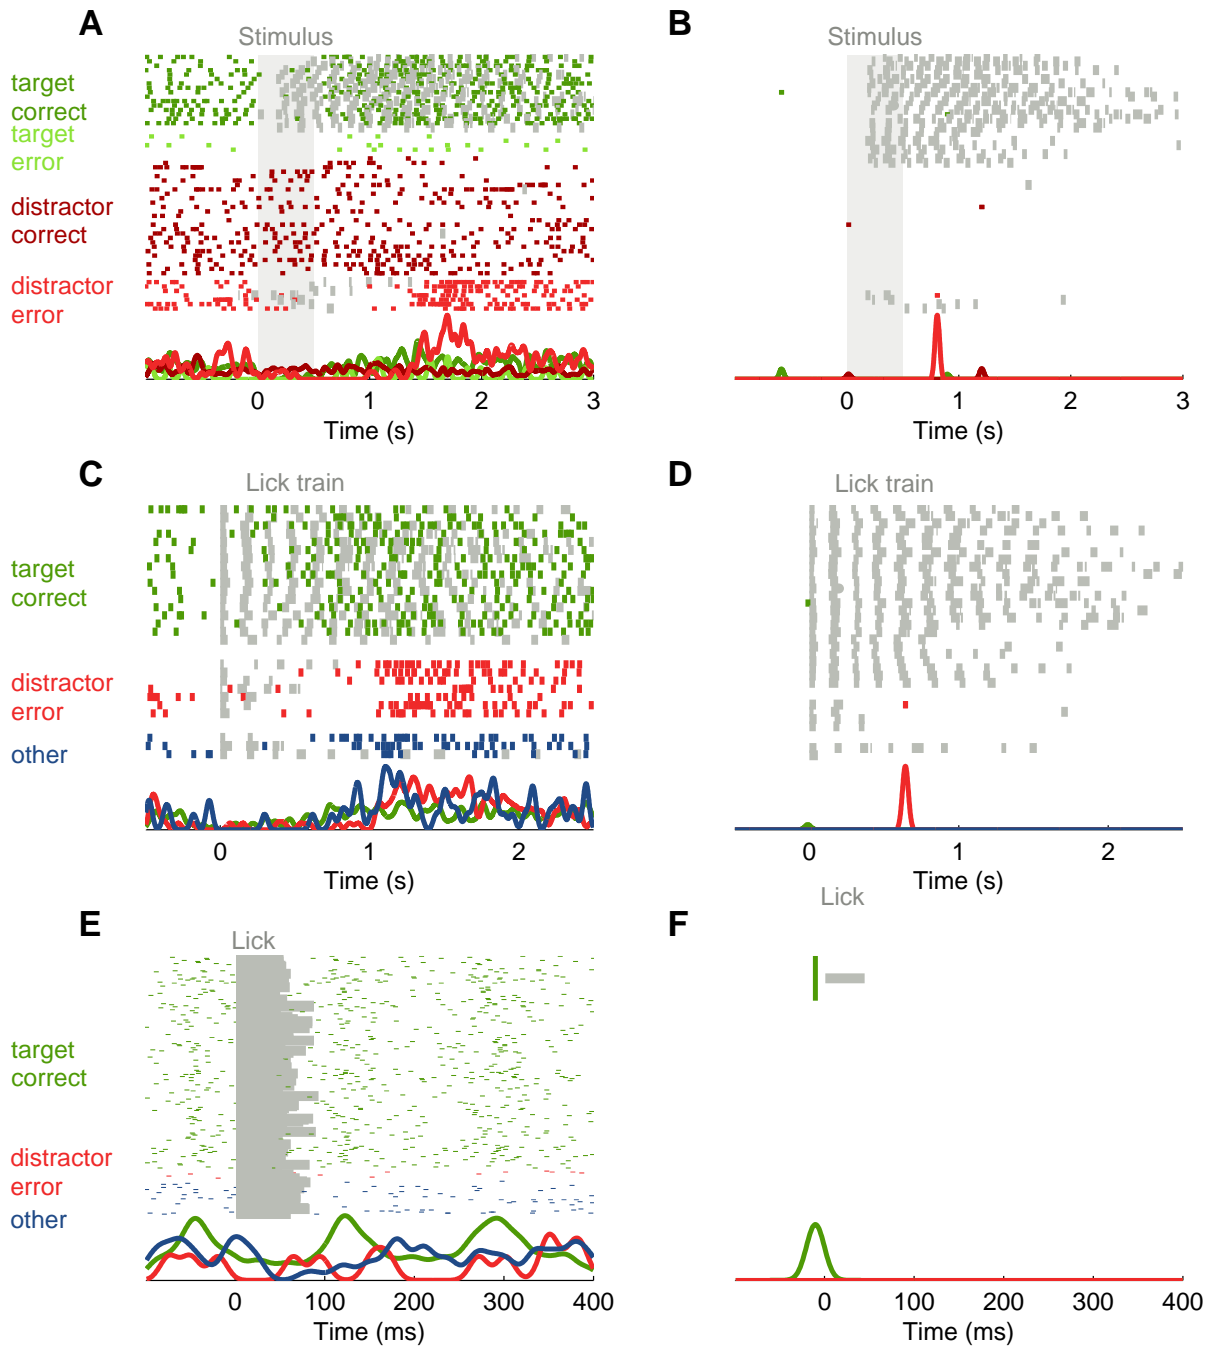 A
B
Stimulus
Stimulus
target
correct
target
error
distractor
correct
distractor
error
0
1
2
3
Time (s)
0
1
2
3
Time (s)
C
D
Lick train
Lick train
target
correct
distractor
error
other
0
1
2
Time (s)
0
1
2
Time (s)
E
F
Lick
Lick
target
correct
distractor
error
other
0
100
200
300
400
Time (ms)
0
100
200
300
400
Time (ms)